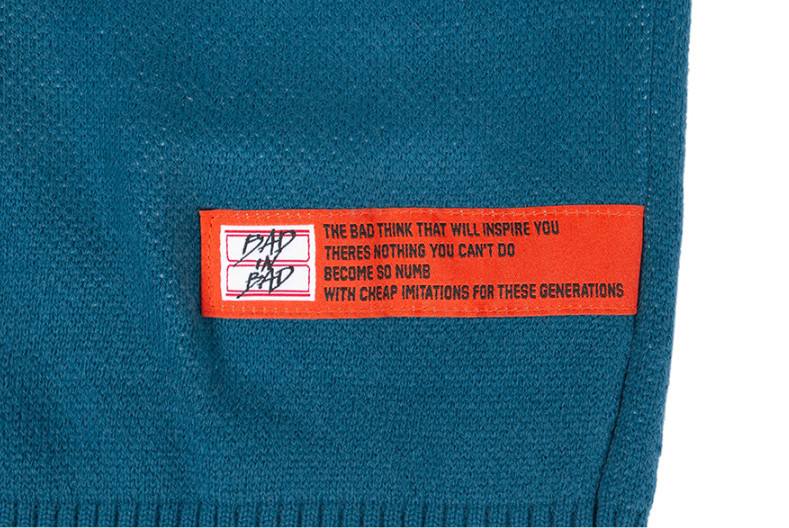 BAD
IN
BAD
THE BAD THINK THAT WILL INSPIRE YOU
THERES NOTHING YOU CAN'T DO
BECOME SO NUMB
WITH CHEAP IMITATIONS FOR THESE GENERATIONS